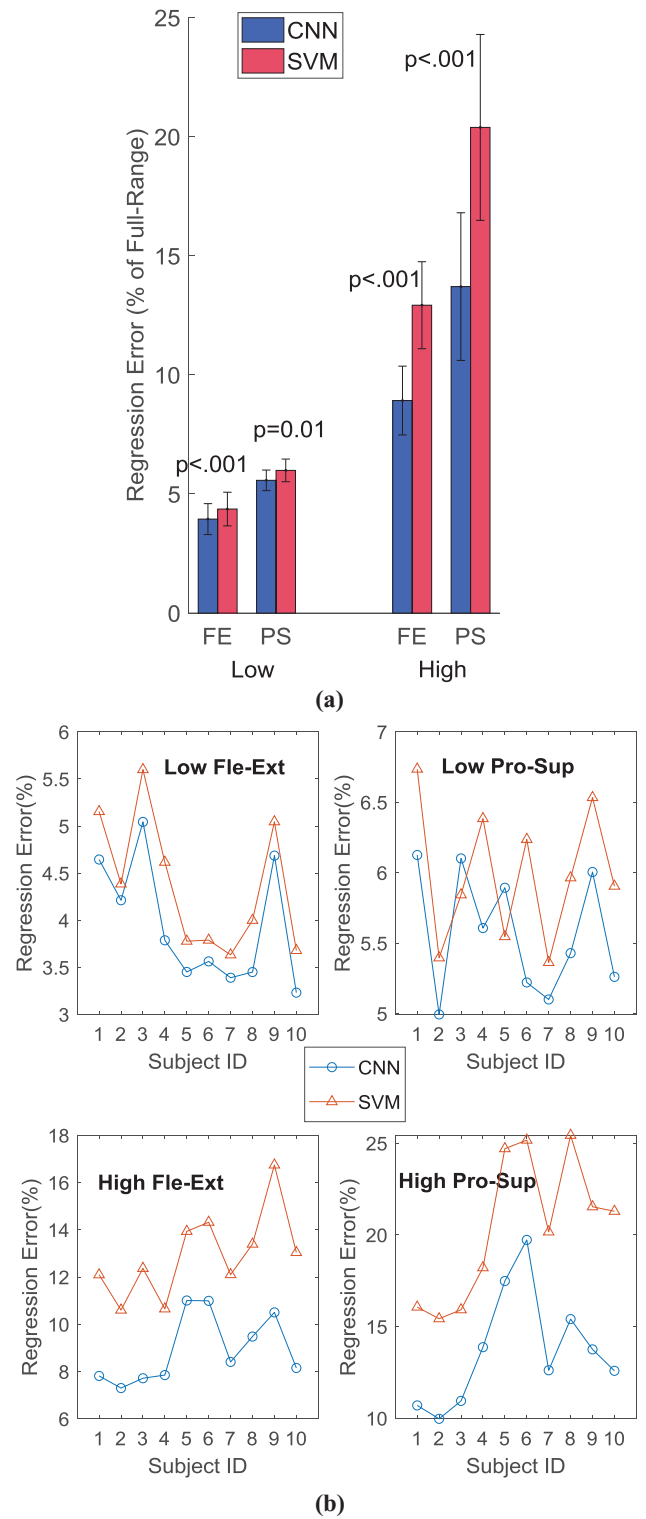 CNN
SVM
Regression Error (% of Full-Range)
25
20
15
10
5
0
p<.001
p=0.01
p<.001
p<.001
FE PS FE PS
Low High
(a)
Low Fle-Ext
Regression Error(%)
6
5.5
5
4.5
4
3.5
3
1 2 3 4 5 6 7 8 9 10
Subject ID
Low Pro-Sup
Regression Error(%)
7
6.5
6
5.5
5
1 2 3 4 5 6 7 8 9 10
Subject ID
CNN
SVM
High Fle-Ext
Regression Error(%)
18
16
14
12
10
8
6
1 2 3 4 5 6 7 8 9 10
Subject ID
High Pro-Sup
Regression Error(%)
25
20
15
10
1 2 3 4 5 6 7 8 9 10
Subject ID
(b)